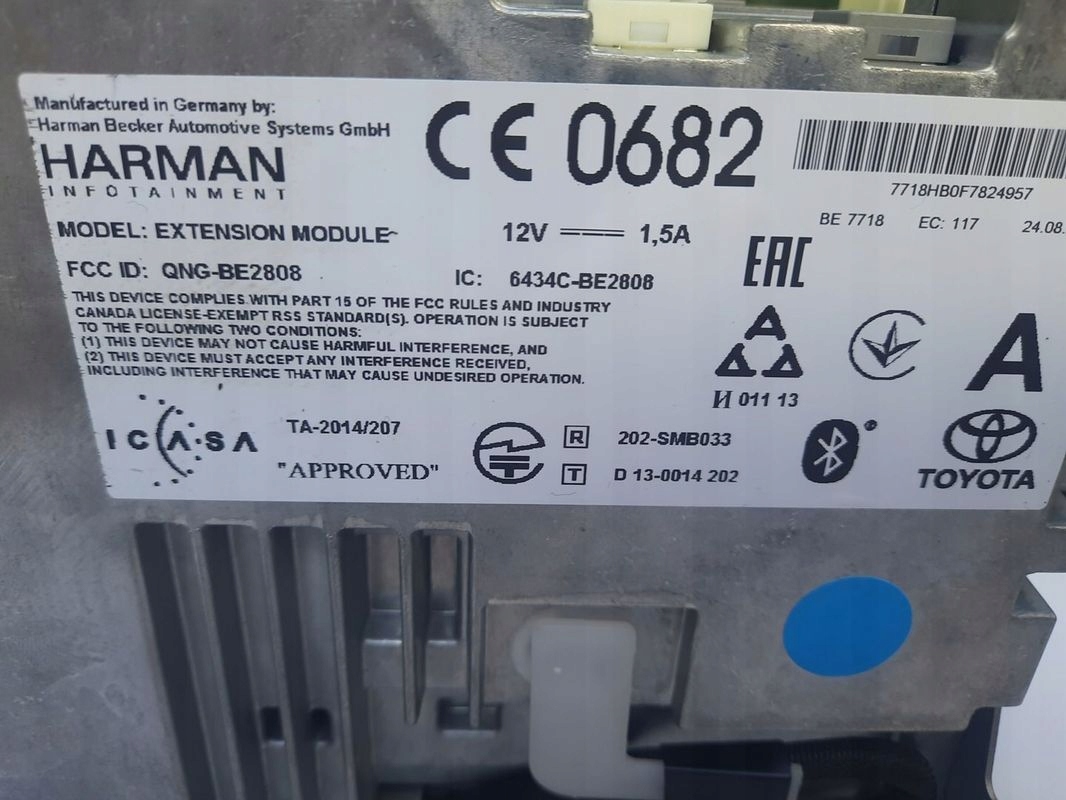 Manufactured in Germany by:
Harman Becker Automotive Systems GmbH
HARMAN
INFOTAINMENT
CE 0682
7718HB0F7824957
BE 7718 EC: 117 24.08.
MODEL: EXTENSION MODULE
12V 1,5A
EAC
FCC ID: QNG-BE2808
IC: 6434C-BE2808
THIS DEVICE COMPLIES WITH PART 15 OF THE FCC RULES AND INDUSTRY
CANADA LICENSE-EXEMPT RSS STANDARD(S). OPERATION IS SUBJECT
TO THE FOLLOWING TWO CONDITIONS:
(1) THIS DEVICE MAY NOT CAUSE HARMFUL INTERFERENCE, AND
(2) THIS DEVICE MUST ACCEPT ANY INTERFERENCE RECEIVED,
INCLUDING INTERFERENCE THAT MAY CAUSE UNDESIRED OPERATION.
И 011 13
A
ICASA
TA-2014/207
"APPROVED"
R 202-SMB033
T D 13-0014 202
TOYOTA